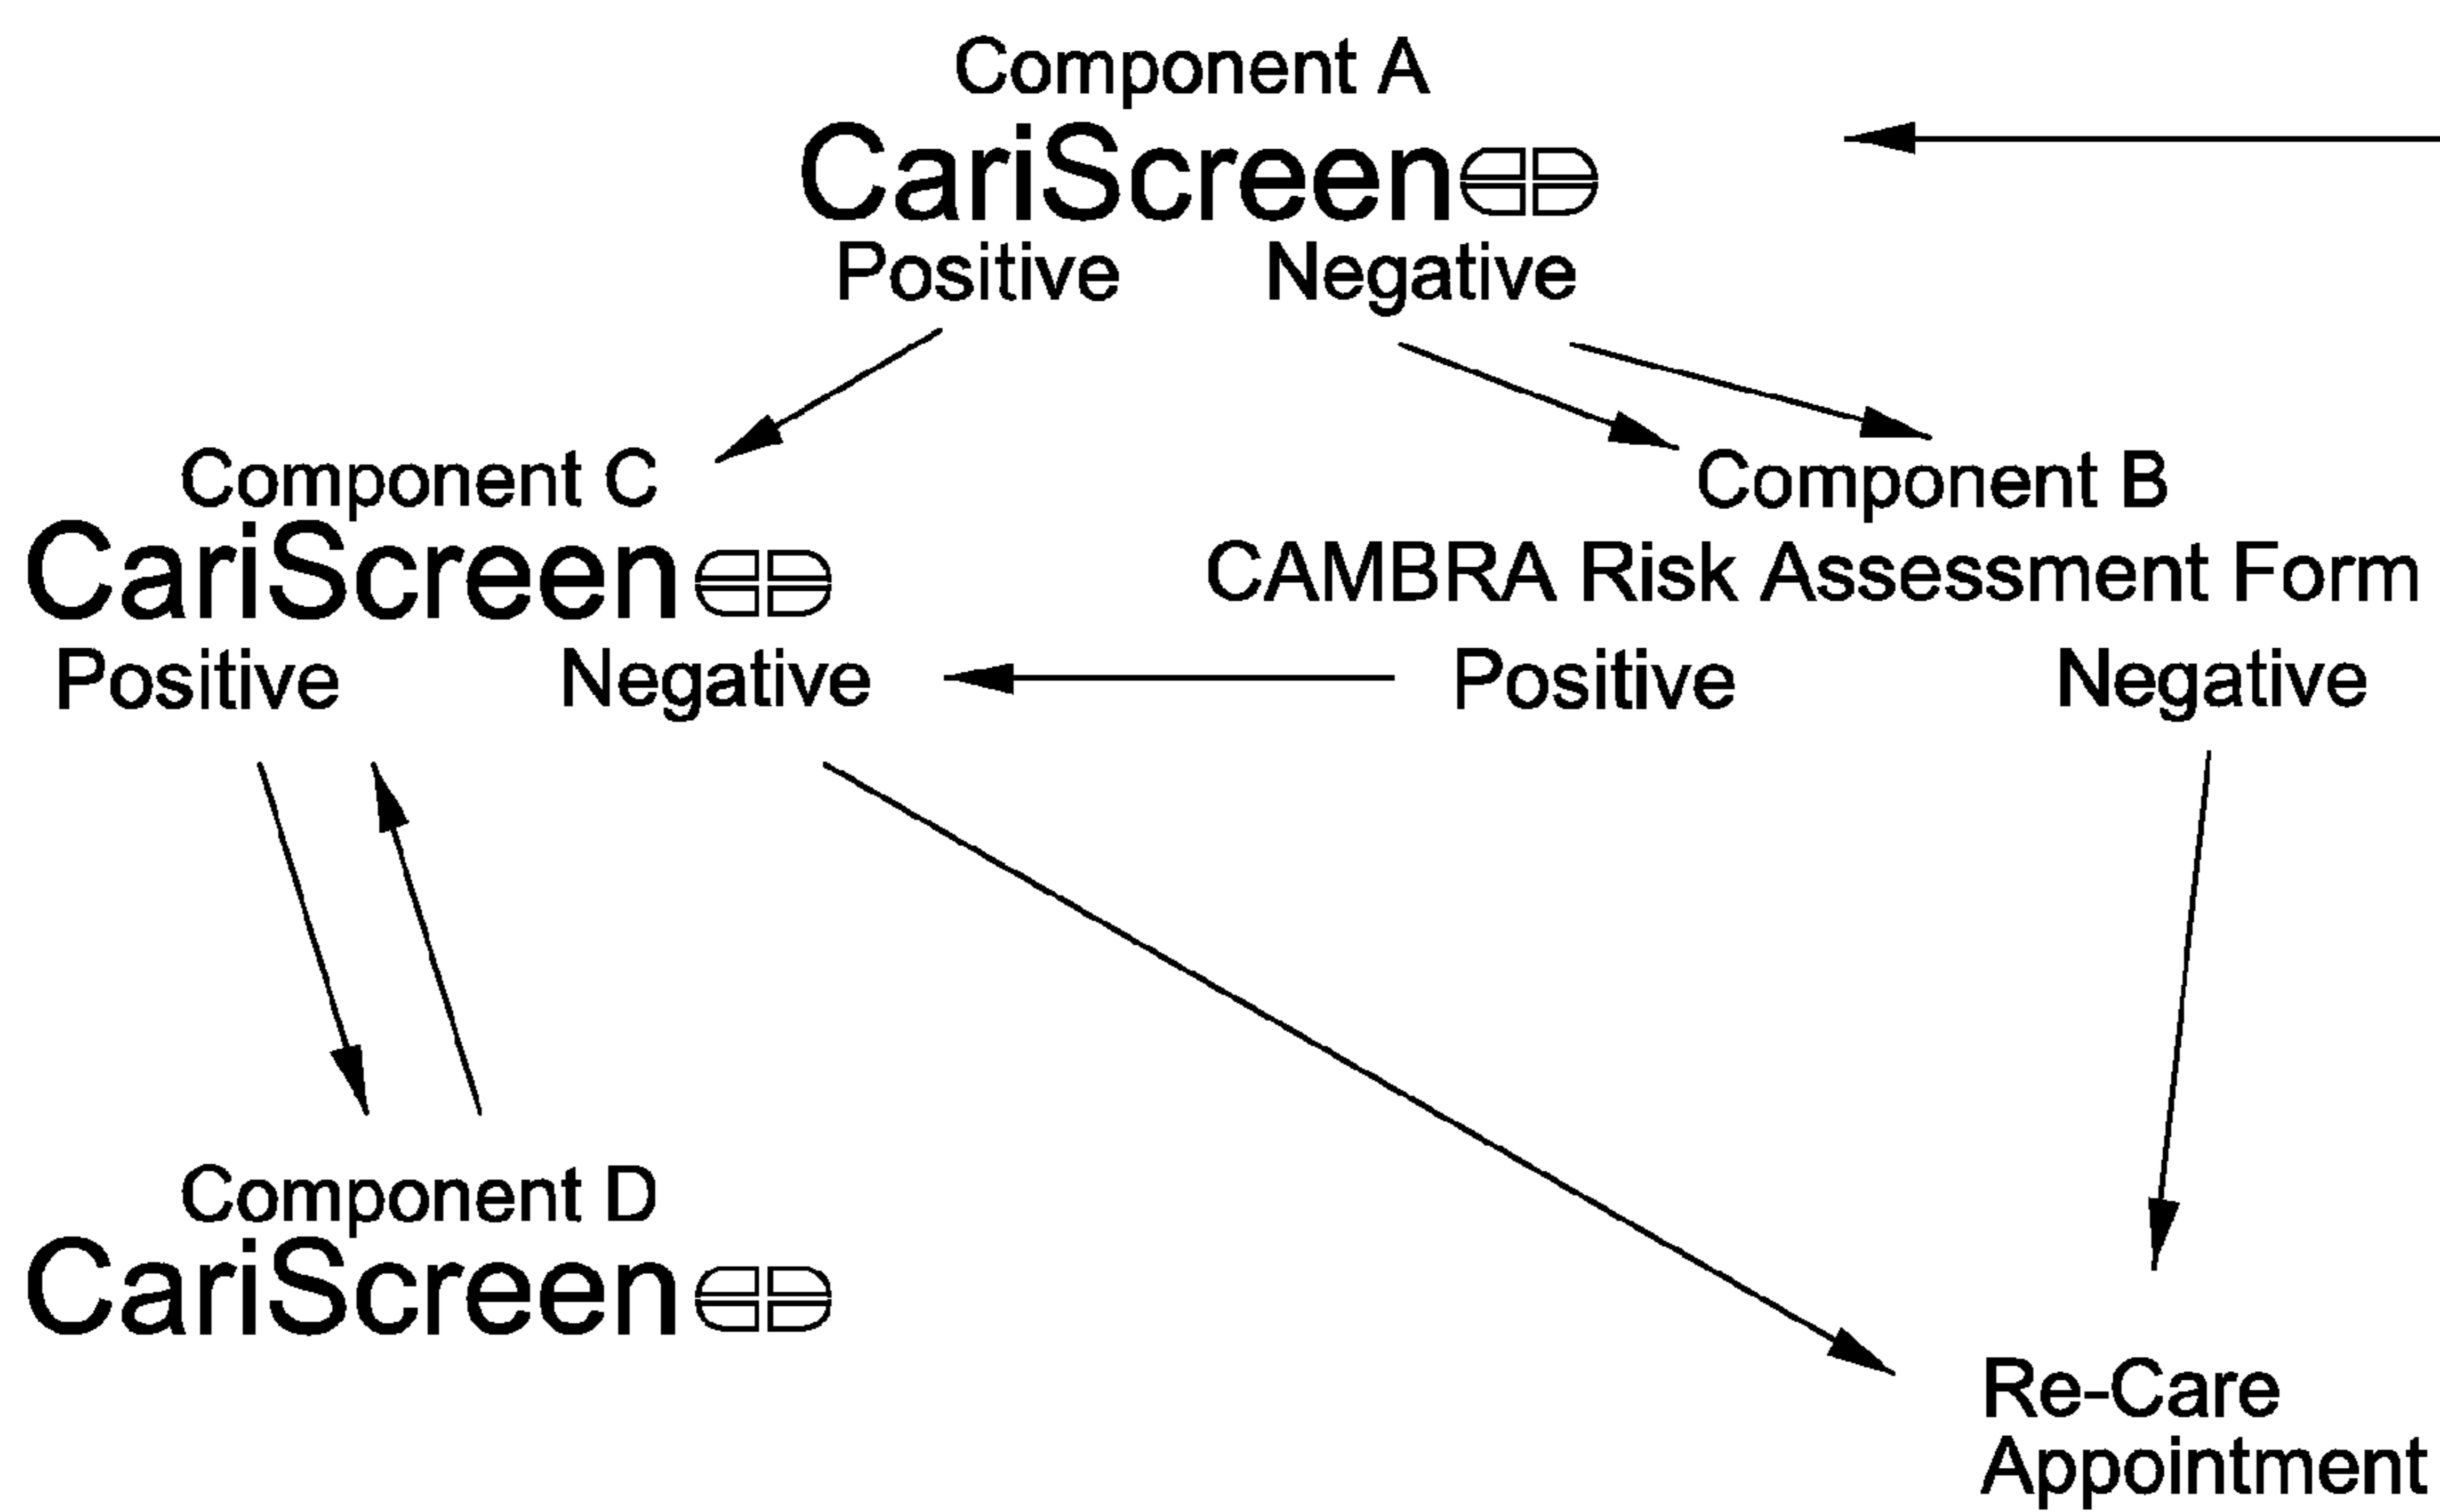 Component A
CariScreen
Positive Negative
Component C
CariScreen
Positive Negative
Component B
CAMBRA Risk Assessment Form
Positive Negative
Component D
CariScreen
Re-Care
Appointment